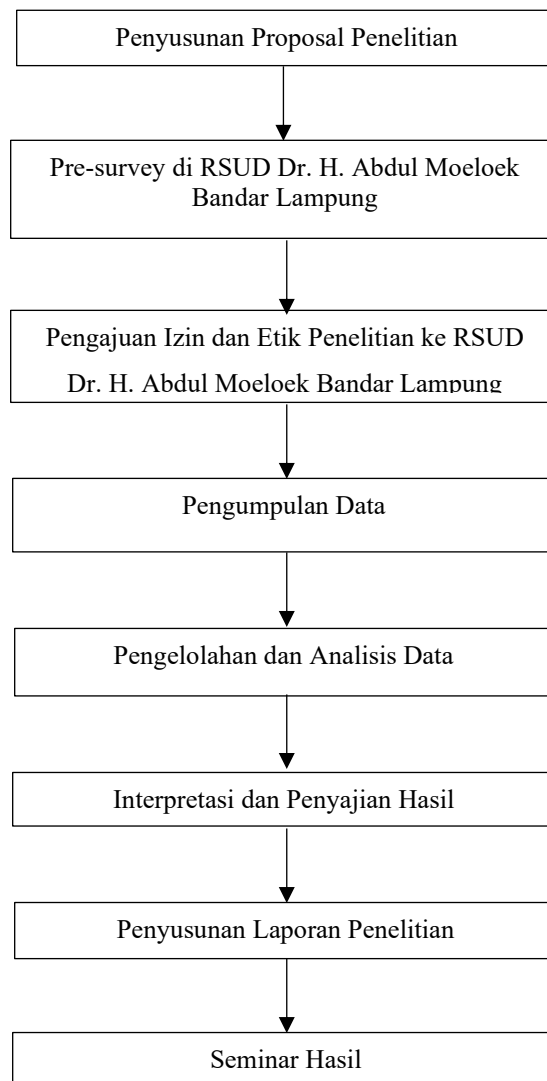 Penyusunan Proposal Penelitian
Pre-survey di RSUD Dr. H. Abdul Moeloek
Bandar Lampung
Pengajuan Izin dan Etik Penelitian ke RSUD
Dr. H. Abdul Moeloek Bandar Lampung
Pengumpulan Data
Pengelolahan dan Analisis Data
Interpretasi dan Penyajian Hasil
Penyusunan Laporan Penelitian
Seminar Hasil